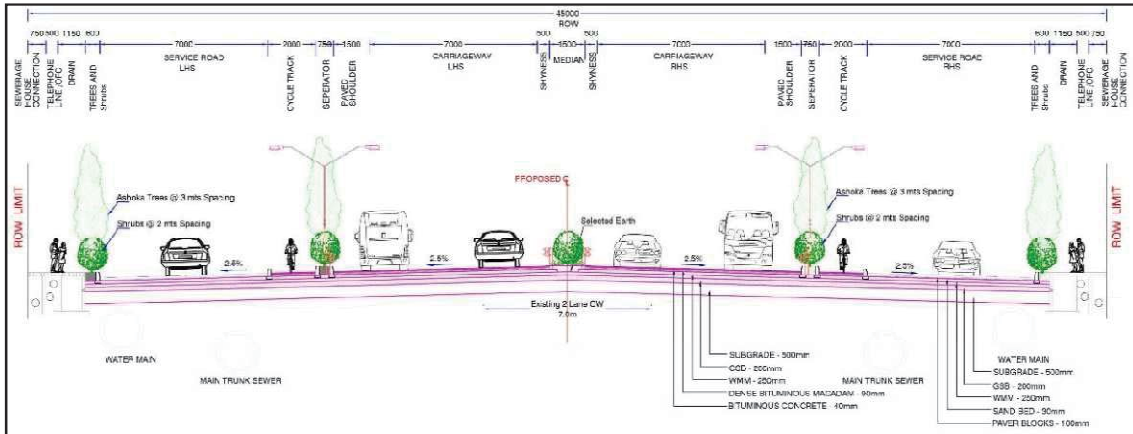 45000
ROW
750 500 1150 600 7000 2000 750 1500 7000 500 1500 500 7000 1500 750 2000 7000 600 1150 500 750
SEWERAGE HOUSE CONNECTION
TELEPHONE LINE /OFC
DRAIN
TREES AND Shrubs
SERVICE ROAD
LHS
CYCLE TRACK
SEPERATOR
PAVED SHOULDER
CARRIAGEWAY
LHS
SHYNESS
MEDIAN
SHYNESS
CARRIAGEWAY
RHS
PAVED SHOULDER
SEPERATOR
CYCLE TRACK
SERVICE ROAD
RHS
TREES AND Shrubs
DRAIN
TELEPHONE LINE /OFC
SEWERAGE HOUSE CONNECTION
ROW LIMIT
Ashoka Trees @ 3 mts Spacing
Shrubs @ 2 mts Spacing
2.5%
2.5%
PROPOSED
Selected Earth
2.5%
Ashoka Trees @ 3 mts Spacing
Shrubs @ 2 mts Spacing
2.5%
ROW LIMIT
Existing 2 Lane CW
7.0m
WATER MAIN
MAIN TRUNK SEWER
SUBGRADE - 500mm
GSB - 200mm
WMM - 250mm
DENSE BITUMINOUS MACADAM - 90mm
BITUMINOUS CONCRETE - 40mm
MAIN TRUNK SEWER
WATER MAIN
SUBGRADE - 500mm
GSB - 200mm
WMM - 250mm
SAND BED - 90mm
PAVER BLOCKS - 100mm